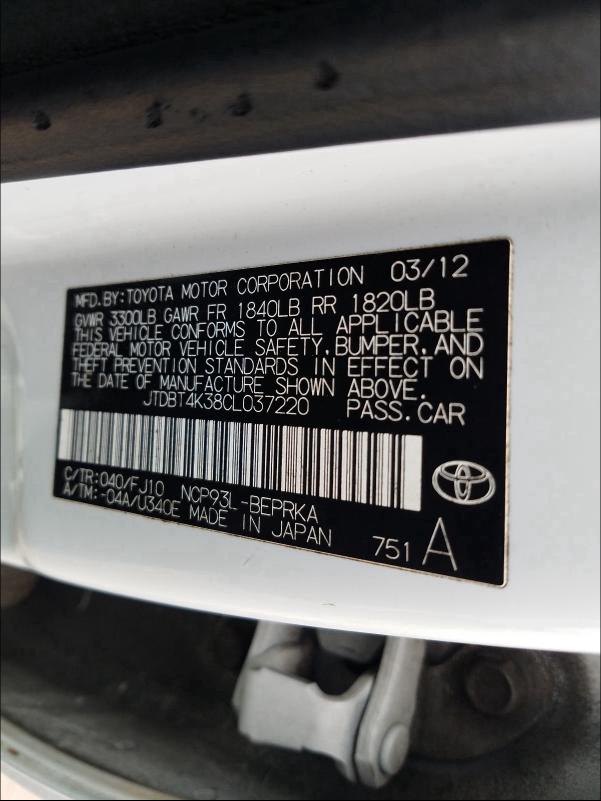 MFD.BY:TOYOTA MOTOR CORPORATION 03/12
GVWR 3300LB GAWR FR 1840LB RR 1820LB
THIS VEHICLE CONFORMS TO ALL APPLICABLE
FEDERAL MOTOR VEHICLE SAFETY,BUMPER,AND
THEFT PREVENTION STANDARDS IN EFFECT ON
THE DATE OF MANUFACTURE SHOWN ABOVE.
JTDBT4K38CL037220 PASS.CAR
C/TR:040/FJ10 NCP93L-BEPRKA
A/TM:-04A/U340E MADE IN JAPAN
751 A